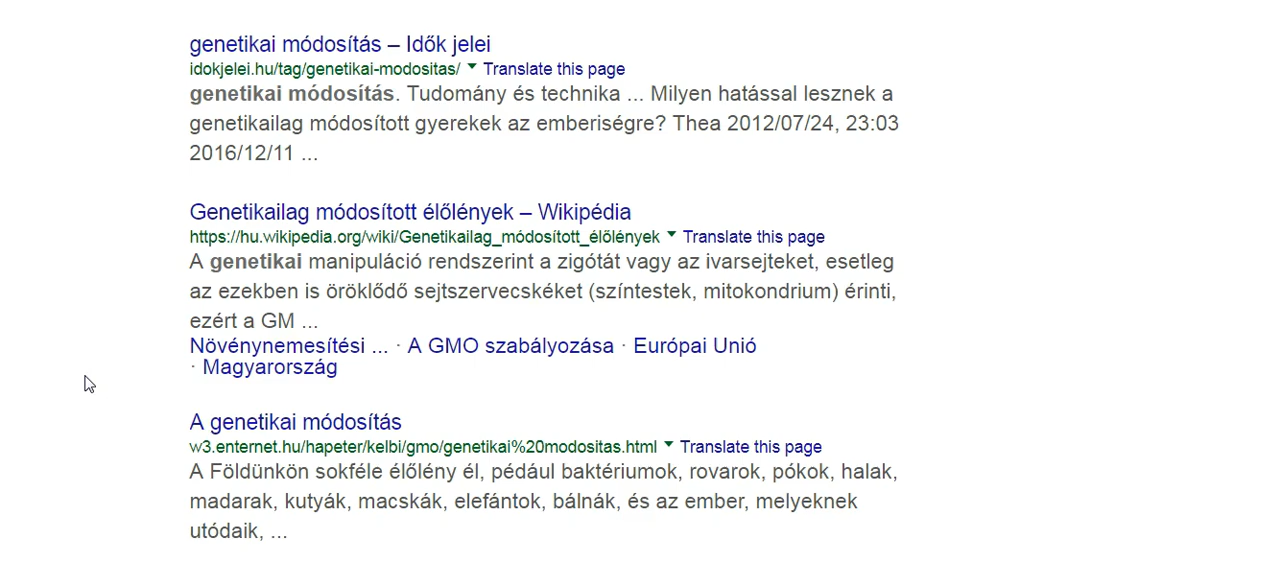 genetikai módosítás – Idők jelei
idokjelei.hu/tag/genetikai-modositas/ Translate this page
genetikai módosítás. Tudomány és technika ... Milyen hatással lesznek a
genetikailag módosított gyerekek az emberiségre? Thea 2012/07/24, 23:03
2016/12/11 ...
Genetikailag módosított élőlények – Wikipédia
https://hu.wikipedia.org/wiki/Genetikailag_módosított_élőlények Translate this page
A genetikai manipuláció rendszerint a zigótát vagy az ivarsejteket, esetleg
az ezekben is öröklődő sejtszervecskéket (színtestek, mitokondrium) érinti,
ezért a GM ...
Növénynemesítési ... · A GMO szabályozása · Európai Unió
· Magyarország
A genetikai módosítás
w3.enternet.hu/hapeter/kelbi/gmo/genetikai%20modositas.html Translate this page
A Földünkön sokféle élőlény él, pédául baktériumok, rovarok, pókok, halak,
madarak, kutyák, macskák, elefántok, bálnák, és az ember, melyeknek
utódaik, ...